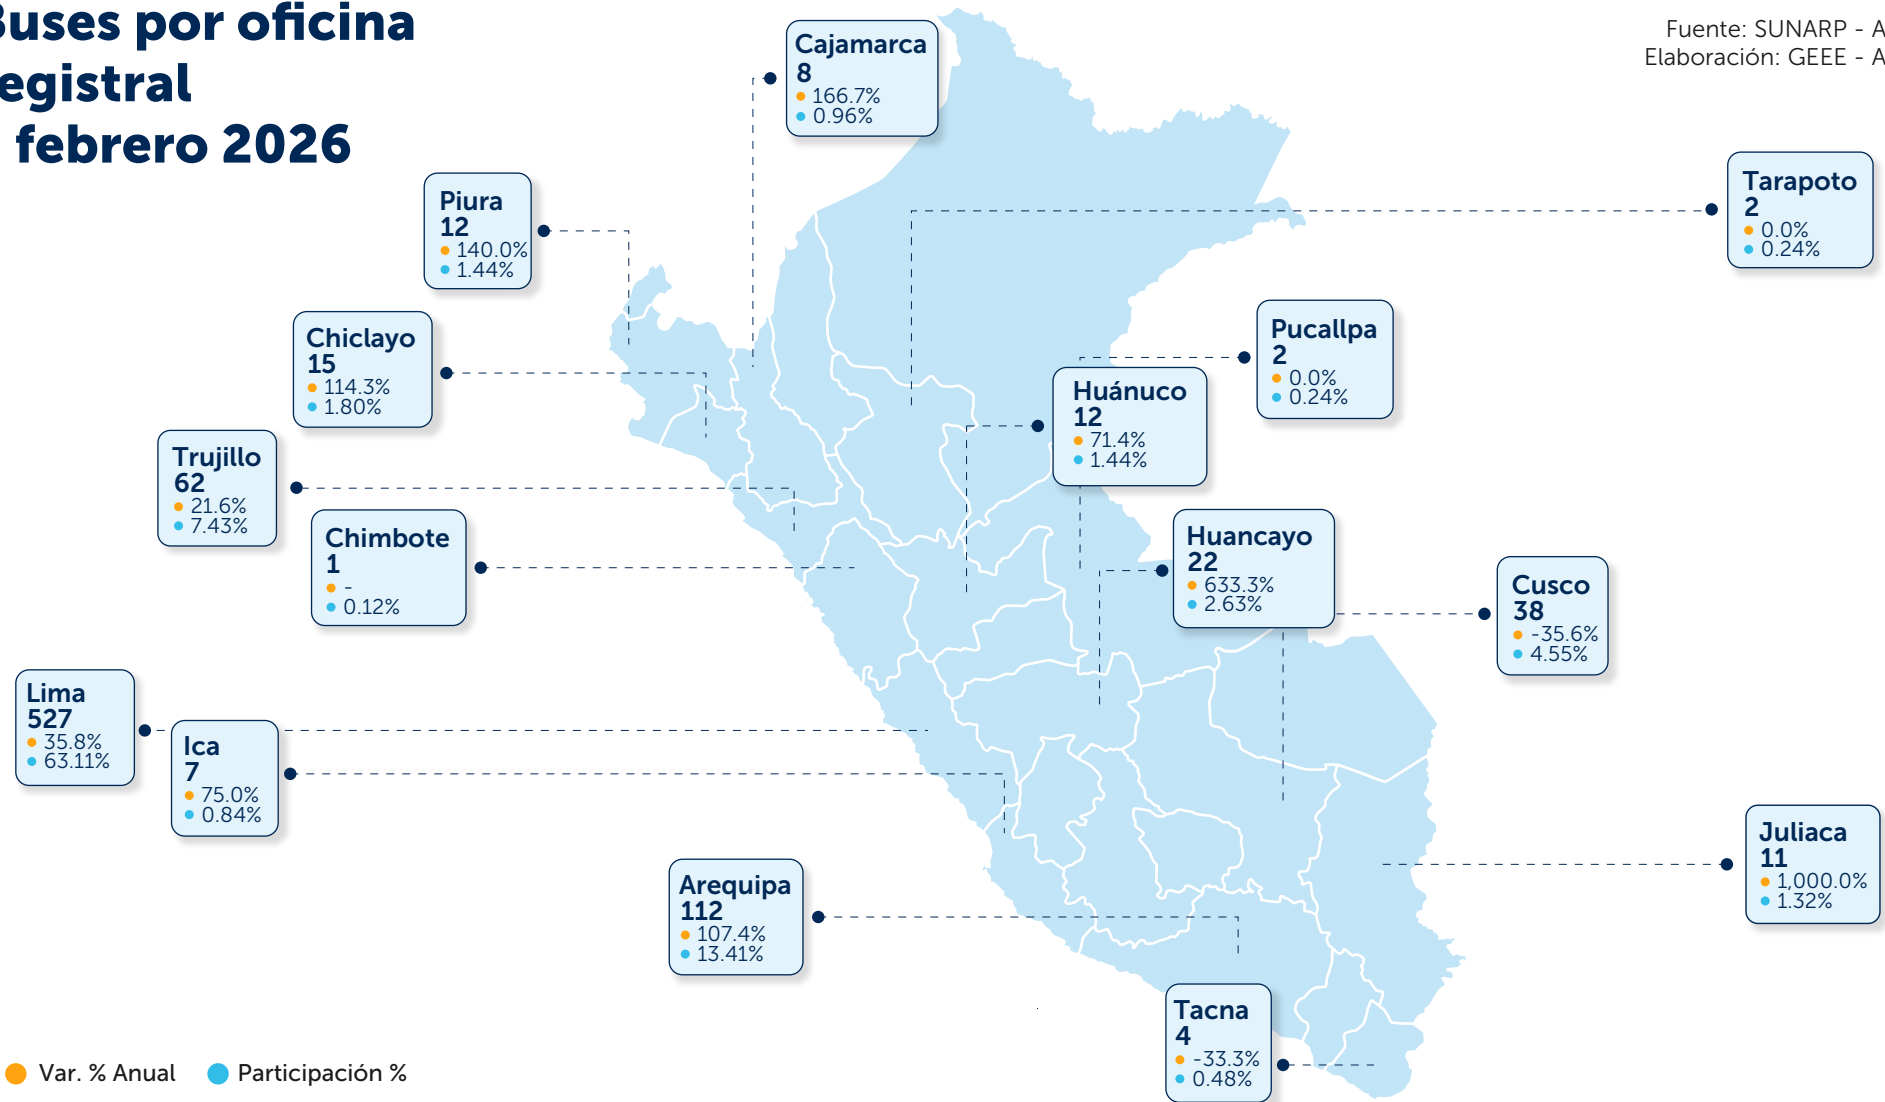 Buses por oficina
registral
febrero 2026
Fuente: SUNARP - A
Elaboración: GEEE - A
Cajamarca
8
166.7%
0.96%
Tarapoto
2
0.0%
0.24%
Piura
12
140.0%
1.44%
Pucallpa
2
0.0%
0.24%
Chiclayo
15
114.3%
1.80%
Huánuco
12
71.4%
1.44%
Trujillo
62
21.6%
7.43%
Chimbote
1
-
0.12%
Huancayo
22
633.3%
2.63%
Cusco
38
-35.6%
4.55%
Lima
527
35.8%
63.11%
Ica
7
75.0%
0.84%
Juliaca
11
1,000.0%
1.32%
Arequipa
112
107.4%
13.41%
Tacna
4
-33.3%
0.48%
Var. % Anual
Participación %